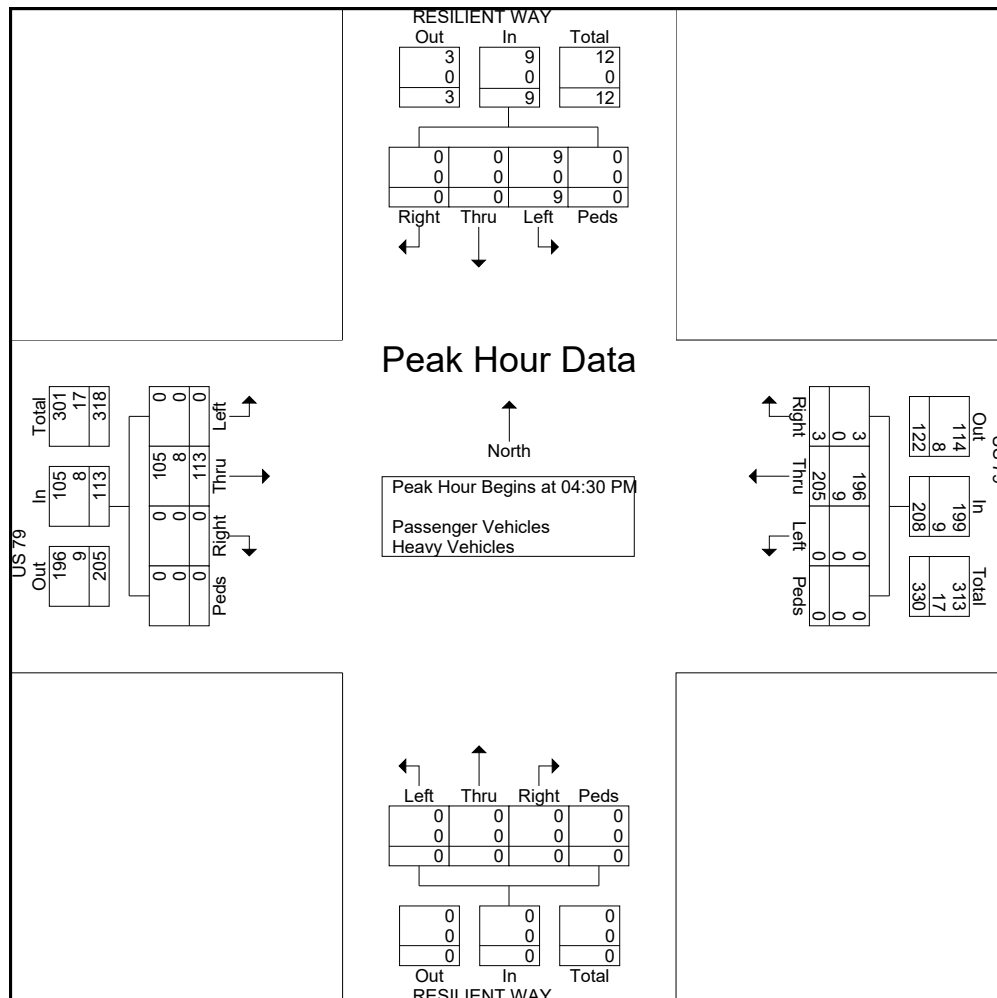 RESILIENT WAY
Out In Total
3 9 12
0 0 0
3 9 12
0 0 9 0
0 0 0 0
0 0 9 0
Right Thru Left Peds
Peak Hour Data
North
Peak Hour Begins at 04:30 PM
Passenger Vehicles
Heavy Vehicles
US 79
Out In Total
196 105 301
9 8 17
205 113 318
Left Thru Right Peds
0 105 0 0
0 8 0 0
0 113 0 0
US 79
Out In Total
114 199 313
8 9 17
122 208 330
Right Thru Left Peds
3 196 0 0
0 9 0 0
3 205 0 0
Left Thru Right Peds
0 0 0 0
0 0 0 0
0 0 0 0
0 0 0
0 0 0
0 0 0
Out In Total
RESILIENT WAY